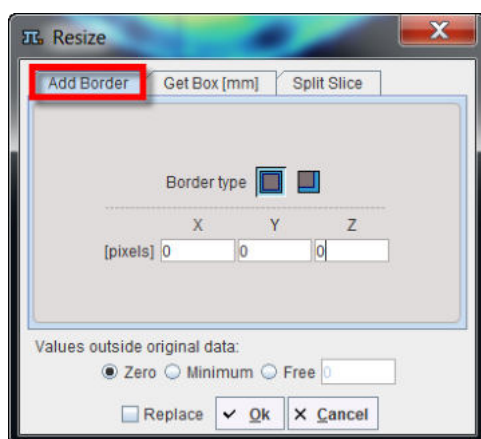 Resize
Add Border Get Box [mm] Split Slice
Border type
X Y Z
[pixels] 0 0 0
Values outside original data:
Zero Minimum Free 0
Replace Ok Cancel